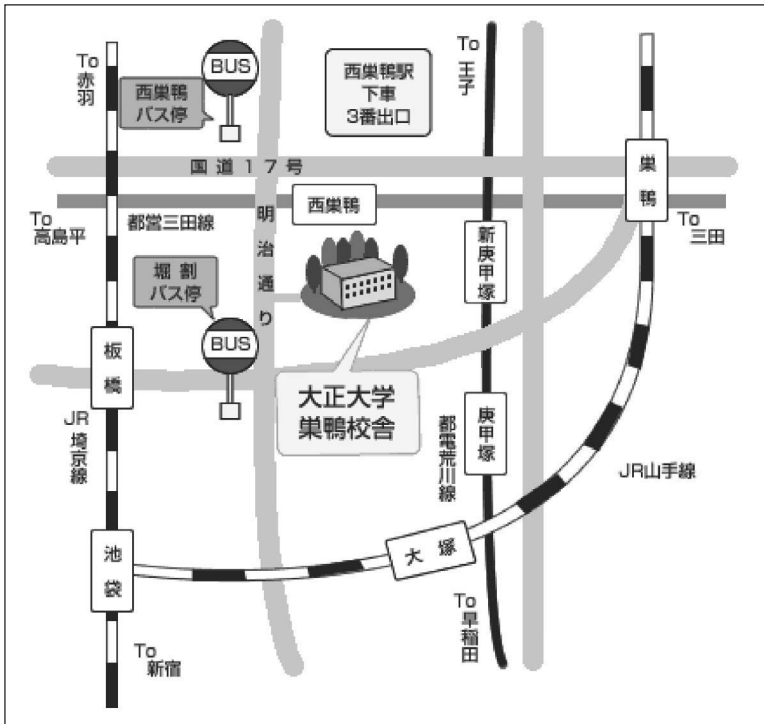 To
赤羽
BUS
西巣鴨
バス停
西巣鴨駅
下車
3番出口
To
王子
国道17号
巣鴨
To
高島平
都営三田線
明治通り
西巣鴨
新庚申塚
To
三田
堀割
バス停
BUS
板橋
大正大学
巣鴨校舎
庚申塚
JR
埼京線
都電荒川線
JR山手線
池袋
大塚
To
新宿
To
早稲田